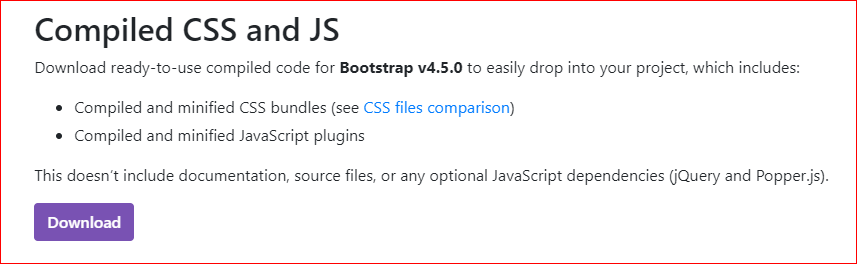 Compiled CSS and JS
Download ready-to-use compiled code for Bootstrap v4.5.0 to easily drop into your project, which includes:
• Compiled and minified CSS bundles (see CSS files comparison)
• Compiled and minified JavaScript plugins
This doesn’t include documentation, source files, or any optional JavaScript dependencies (jQuery and Popper.js).
Download